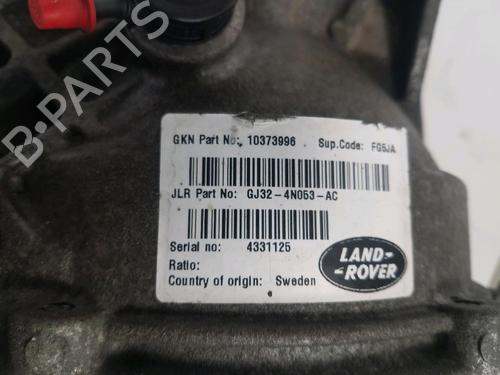 B-PARTS
GKN Part No: 10373996 Sup.Code: FG5JA
JLR Part No: GJ32-4N053-AC
Serial no: 4331125
Ratio:
Country of origin: Sweden
LAND-
-ROVER